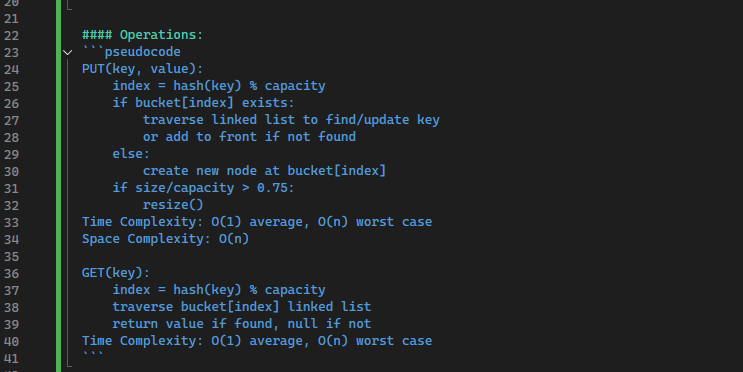 20
21
22 #### Operations:
23 ```pseudocode
24 PUT(key, value):
25     index = hash(key) % capacity
26     if bucket[index] exists:
27         traverse linked list to find/update key
28         or add to front if not found
29     else:
30         create new node at bucket[index]
31     if size/capacity > 0.75:
32         resize()
33 Time Complexity: O(1) average, O(n) worst case
34 Space Complexity: O(n)
35
36 GET(key):
37     index = hash(key) % capacity
38     traverse bucket[index] linked list
39     return value if found, null if not
40 Time Complexity: O(1) average, O(n) worst case
41 ```